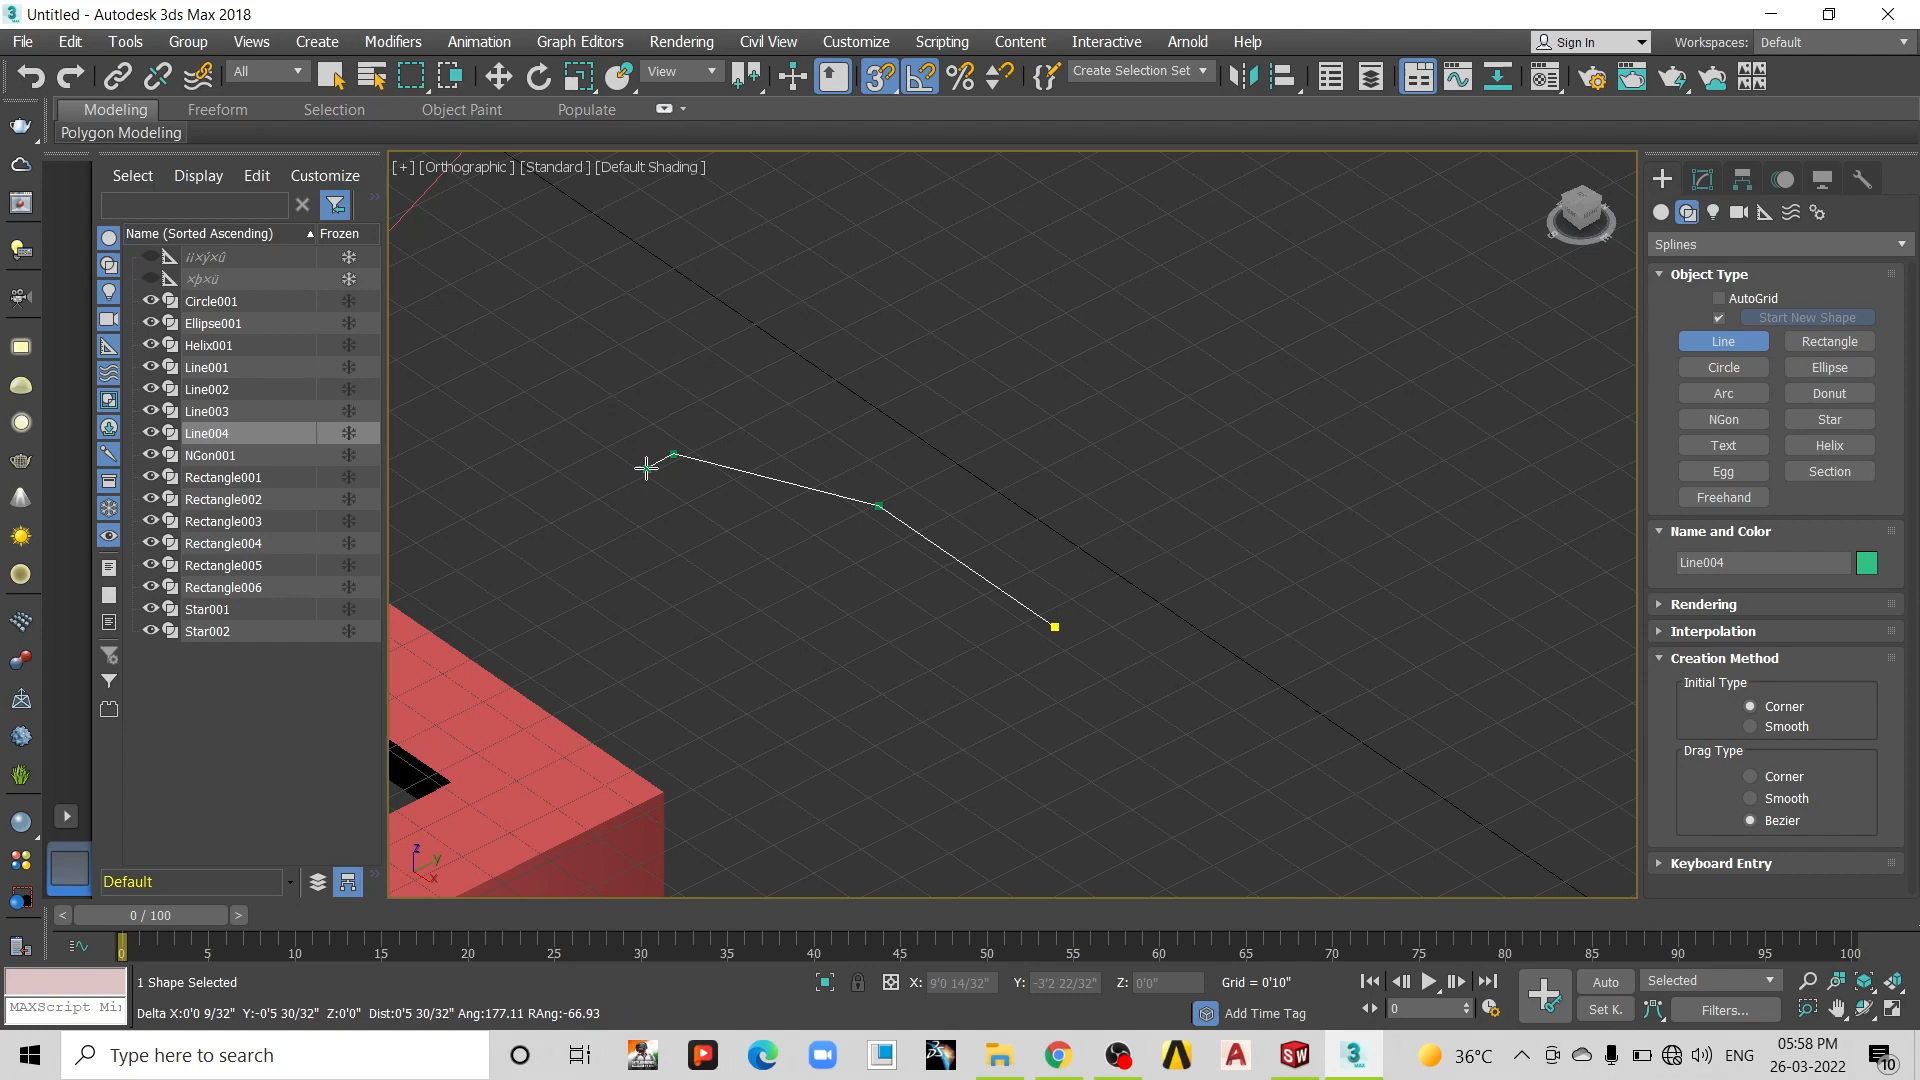 Untitled - Autodesk 3ds Max 2018
File Edit Tools Group Views Create Modifiers Animation Graph Editors Rendering Civil View Customize Scripting Content Interactive Arnold Help Sign In Workspaces: Default
All View Create Selection Set
Modeling Freeform Selection Object Paint Populate
Polygon Modeling
Select Display Edit Customize
[+] [Orthographic ] [Standard ] [Default Shading ]
Name (Sorted Ascending) Frozen
Circle001
Ellipse001
Helix001
Line001
Line002
Line003
Line004
NGon001
Rectangle001
Rectangle002
Rectangle003
Rectangle004
Rectangle005
Rectangle006
Star001
Star002
Default
z
y
x
Splines
Object Type
AutoGrid
Start New Shape
Line Rectangle
Circle Ellipse
Arc Donut
NGon Star
Text Helix
Egg Section
Freehand
Name and Color
Line004
Rendering
Interpolation
Creation Method
Initial Type
Corner
Smooth
Drag Type
Corner
Smooth
Bezier
Keyboard Entry
< 0 / 100 >
0 5 10 15 20 25 30 35 40 45 50 55 60 65 70 75 80 85 90 95 100
1 Shape Selected X: 9'0 14/32" Y: -3'2 22/32" Z: 0'0" Grid = 0'10" Auto Selected
MAXScript Mi
Delta X:0'0 9/32" Y:-0'5 30/32" Z:0'0" Dist:0'5 30/32" Ang:177.11 RAng:-66.93 Add Time Tag 0 Set K. Filters...
Type here to search 36°C ENG 05:58 PM
26-03-2022
10